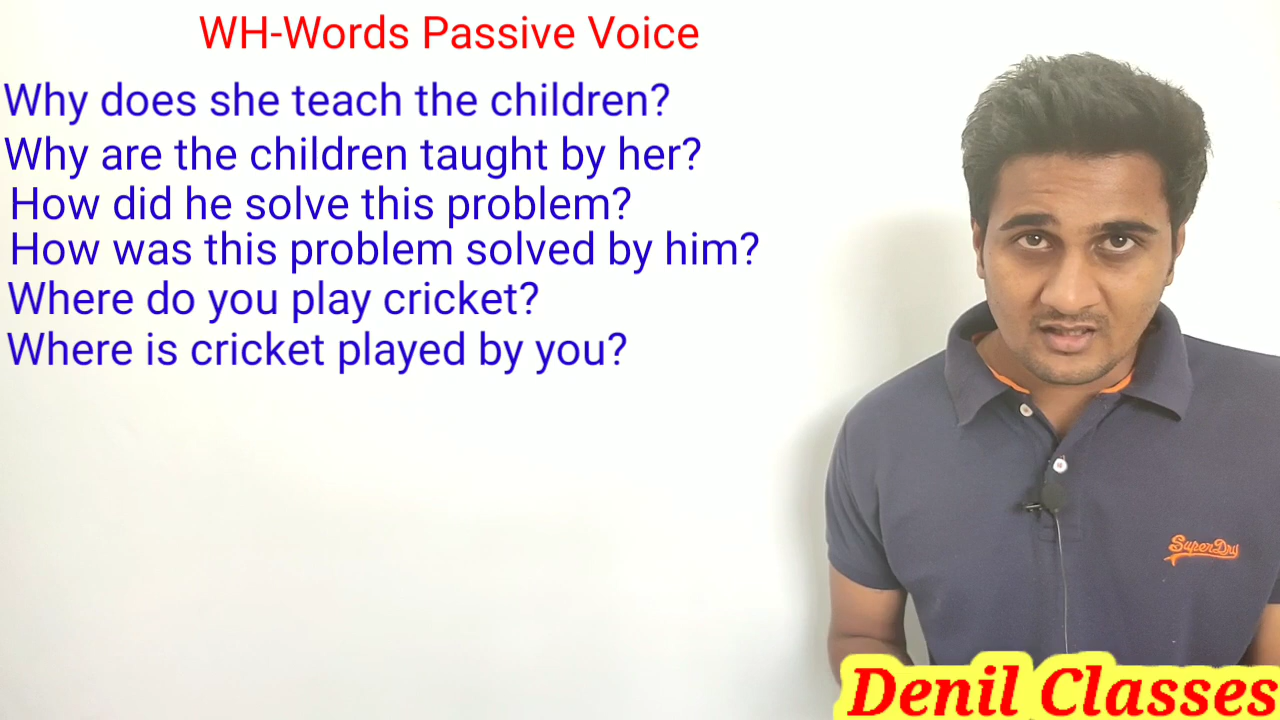 WH-Words Passive Voice
Why does she teach the children?
Why are the children taught by her?
How did he solve this problem?
How was this problem solved by him?
Where do you play cricket?
Where is cricket played by you?
SuperDry
Denil Classes